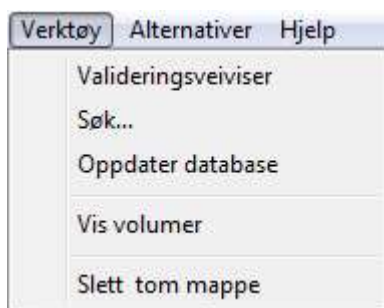 Verktøy Alternativer Hjelp
Valideringsveiviser
Søk...
Oppdater database
Vis volumer
Slett tom mappe